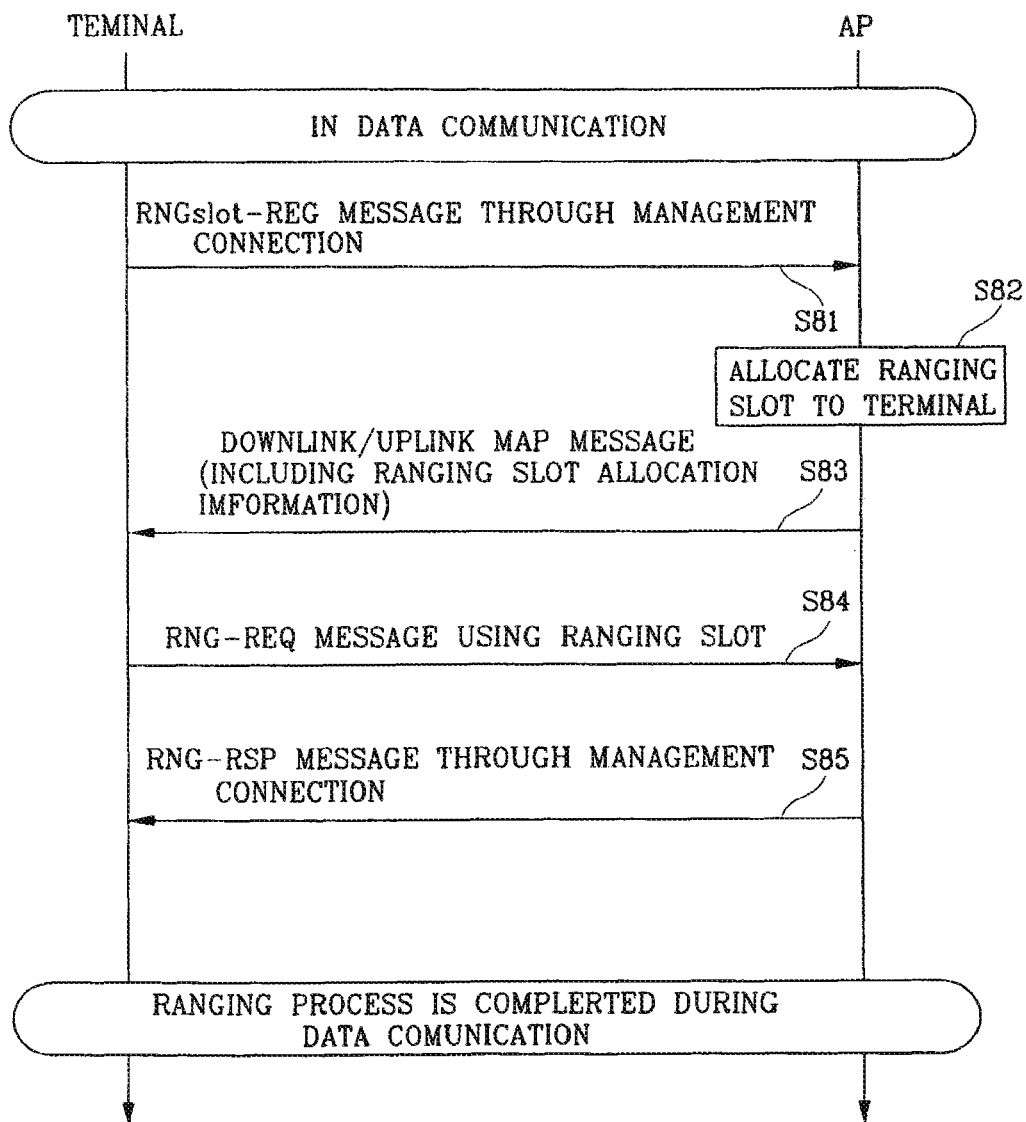 TEMINAL
AP
IN DATA COMMUNICATION
RNGslot-REG MESSAGE THROUGH MANAGEMENT
CONNECTION
S81
S82
ALLOCATE RANGING
SLOT TO TERMINAL
DOWNLINK/UPLINK MAP MESSAGE
(INCLUDING RANGING SLOT ALLOCATION
IMFORMATION)
S83
S84
RNG-REQ MESSAGE USING RANGING SLOT
RNG-RSP MESSAGE THROUGH MANAGEMENT
CONNECTION
S85
RANGING PROCESS IS COMPLERTED DURING
DATA COMUNICATION